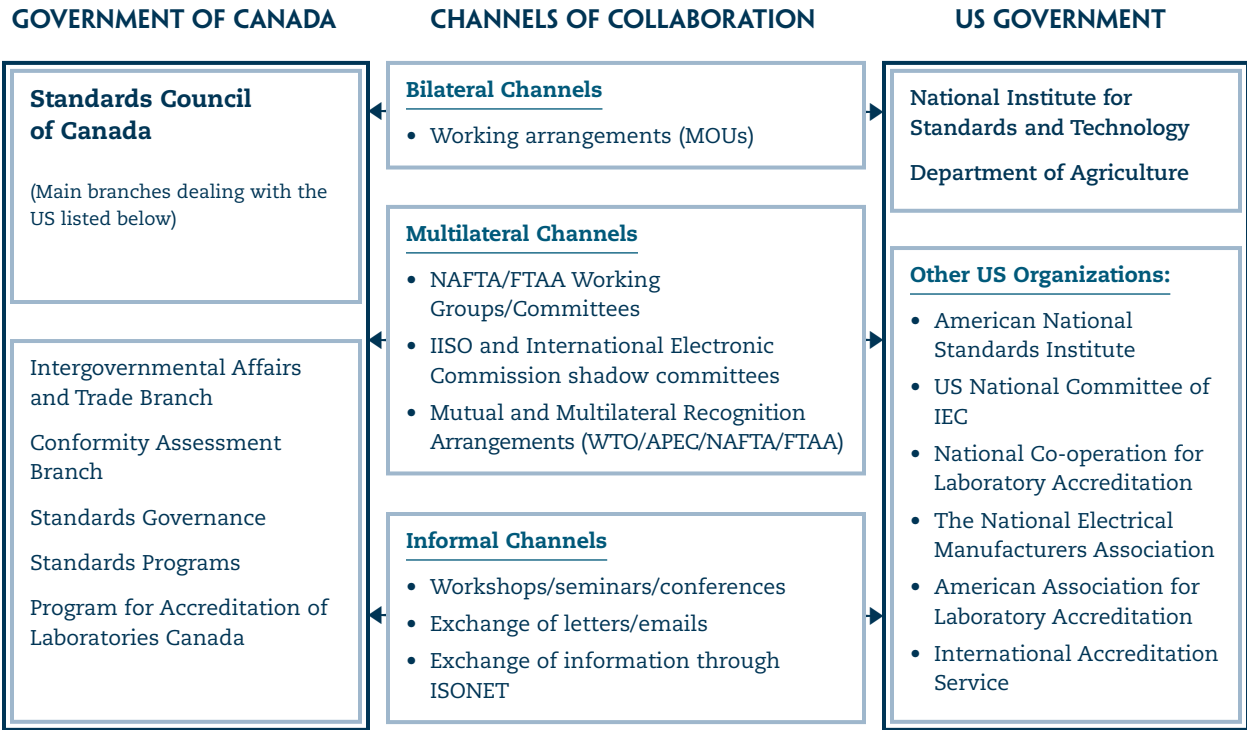 GOVERNMENT OF CANADA
CHANNELS OF COLLABORATION
US GOVERNMENT
Standards Council
of Canada
(Main branches dealing with the
US listed below)
Intergovernmental Affairs
and Trade Branch
Conformity Assessment
Branch
Standards Governance
Standards Programs
Program for Accreditation of
Laboratories Canada
Bilateral Channels
• Working arrangements (MOUs)
Multilateral Channels
• NAFTA/FTAA Working
Groups/Committees
• IISO and International Electronic
Commission shadow committees
• Mutual and Multilateral Recognition
Arrangements (WTO/APEC/NAFTA/FTAA)
Informal Channels
• Workshops/seminars/conferences
• Exchange of letters/emails
• Exchange of information through
ISONET
National Institute for
Standards and Technology
Department of Agriculture
Other US Organizations:
• American National
Standards Institute
• US National Committee of
IEC
• National Co-operation for
Laboratory Accreditation
• The National Electrical
Manufacturers Association
• American Association for
Laboratory Accreditation
• International Accreditation
Service